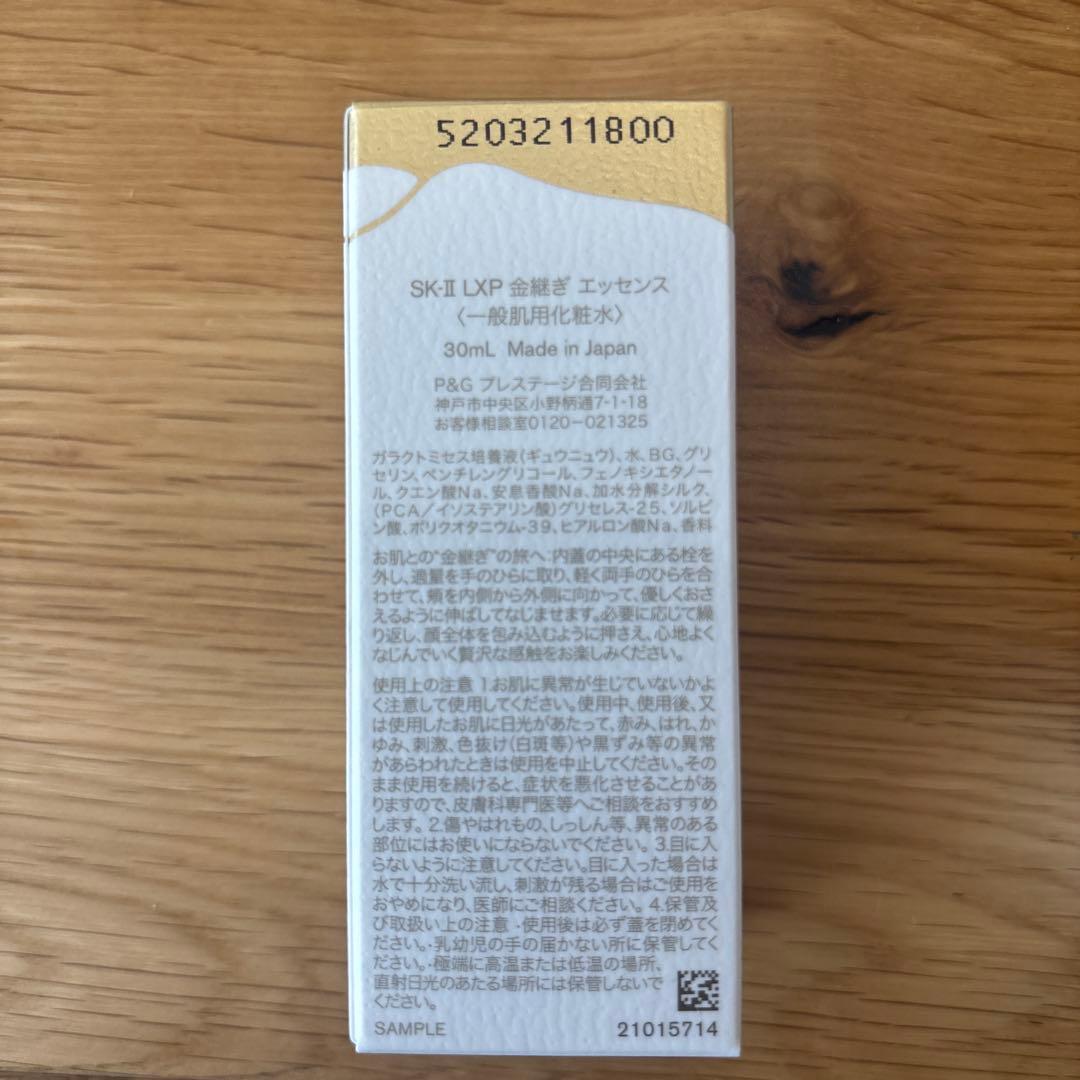 5203211800
SK-II LXP 金継ぎ エッセンス
〈一般肌用化粧水〉
30mL Made in Japan
P&G プレステージ合同会社
神戸市中央区小野柄通7-1-18
お客様相談室0120-021325
ガラクトミセス培養液(ギュウニュウ)、水、BG、グリ
セリン、ペンチレングリコール、フェノキシエタノー
ル、クエン酸Na、安息香酸Na、加水分解シルク、
(PCA/イソステアリン酸)グリセレス-25、ソルビ
ン酸、ポリクオタニウム-39、ヒアルロン酸Na、香料
お肌との“金継ぎ”の旅へ:内蓋の中央にある栓を
外し、適量を手のひらに取り、軽く両手のひらを合
わせて、頬を内側から外側に向かって、優しくおさ
えるように伸ばしてなじませます。必要に応じて繰
り返し、顔全体を包み込むように押さえ、心地よく
なじんでいく贅沢な感触をお楽しみください。
使用上の注意 1.お肌に異常が生じていないかよ
く注意して使用してください。使用中、使用後、又
は使用したお肌に日光があたって、赤み、はれ、か
ゆみ、刺激、色抜け(白斑等)や黒ずみ等の異常
があらわれたときは使用を中止してください。その
まま使用を続けると、症状を悪化させることがあ
りますので、皮膚科専門医等へご相談をおすすめ
します。2.傷やはれもの、しっしん等、異常のある
部位にはお使いにならないでください。3.目に入
らないように注意してください。目に入った場合は
水で十分洗い流し、刺激が残る場合はご使用を
おやめになり、医師にご相談ください。4.保管及
び取扱い上の注意 ・使用後は必ず蓋を閉めてく
ださい。・乳幼児の手の届かない所に保管してく
ださい。・極端に高温または低温の場所、
直射日光のあたる場所には保管しないで
ください。
SAMPLE
21015714